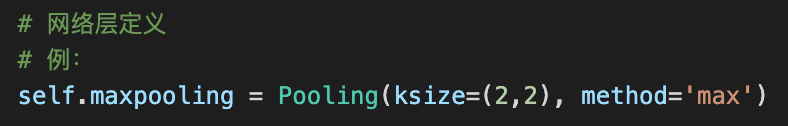 # 网络层定义
# 例：
self.maxpooling = Pooling(ksize=(2,2), method='max')